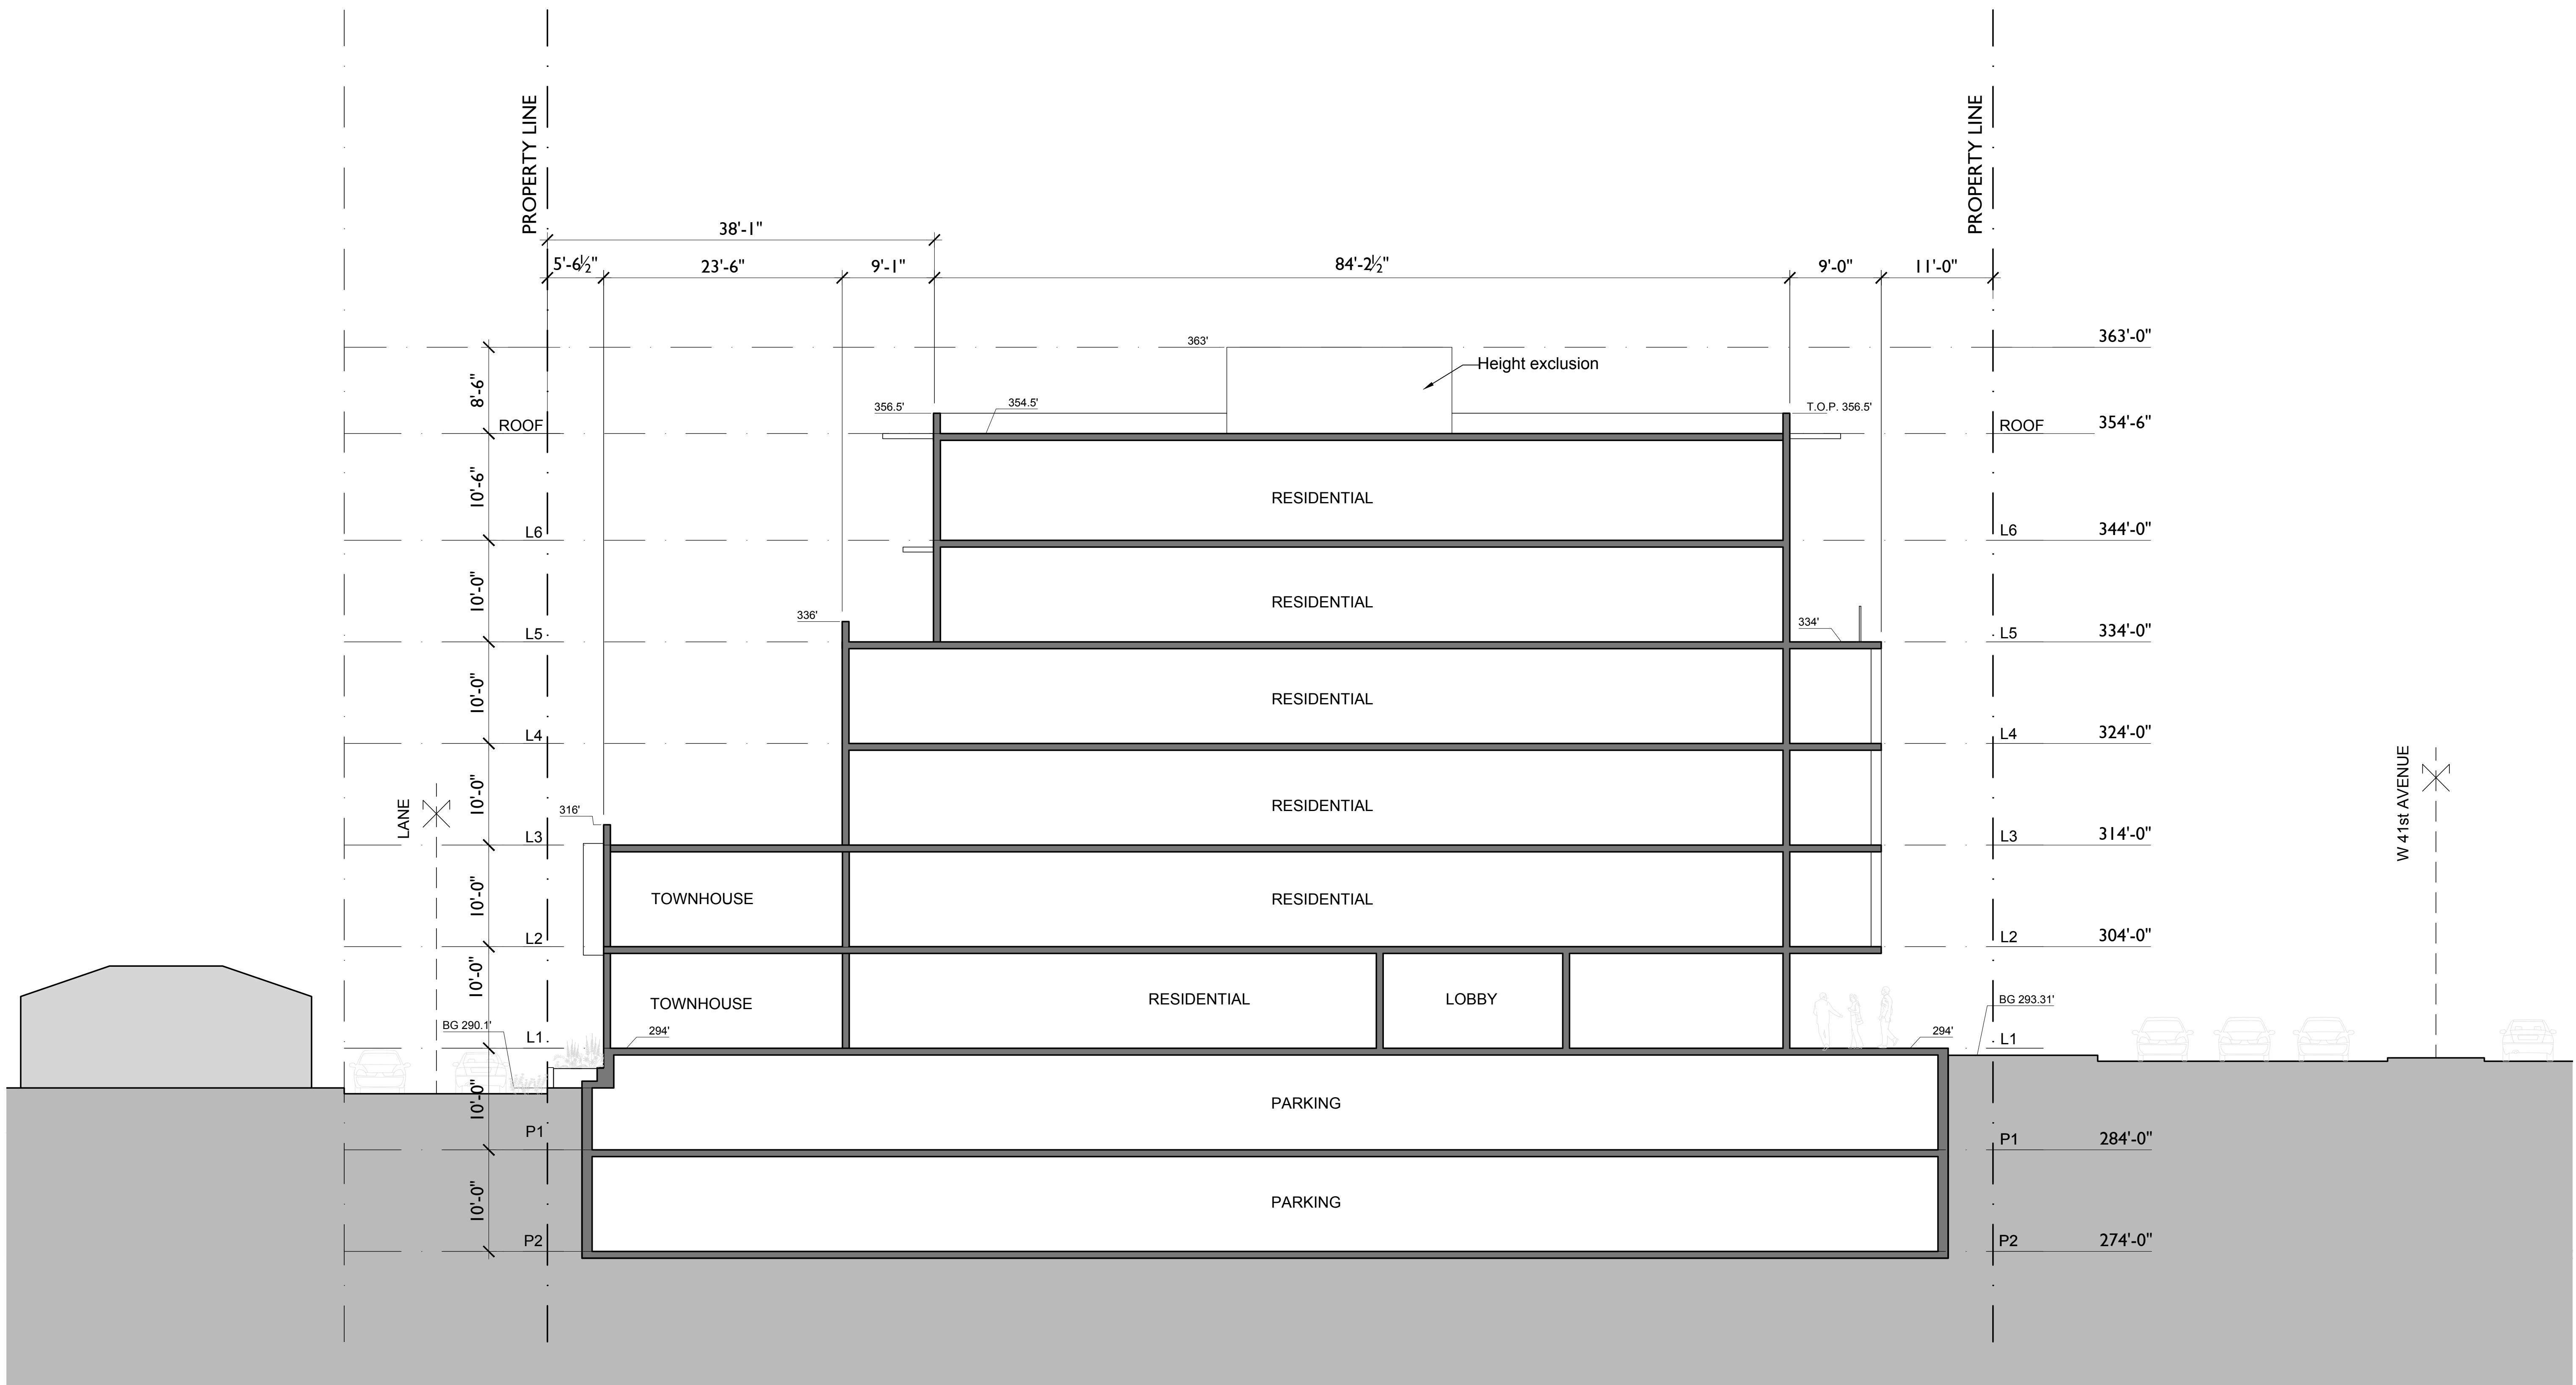 PROPERTY LINE
PROPERTY LINE
38'-1"
5'-6½"
23'-6"
9'-1"
84'-2½"
9'-0"
11'-0"
363'
363'-0"
Height exclusion
8'-6"
356.5'
354.5'
T.O.P. 356.5'
ROOF
ROOF
354'-6"
10'-6"
RESIDENTIAL
L6
L6
344'-0"
10'-0"
RESIDENTIAL
336'
334'
L5
L5
334'-0"
10'-0"
RESIDENTIAL
L4
L4
324'-0"
LANE
10'-0"
RESIDENTIAL
W 41st AVENUE
316'
L3
L3
314'-0"
10'-0"
TOWNHOUSE
RESIDENTIAL
L2
L2
304'-0"
10'-0"
TOWNHOUSE
RESIDENTIAL
LOBBY
BG 293.31'
BG 290.1'
L1
294'
294'
L1
10'-0"
PARKING
P1
P1
284'-0"
10'-0"
PARKING
P2
P2
274'-0"